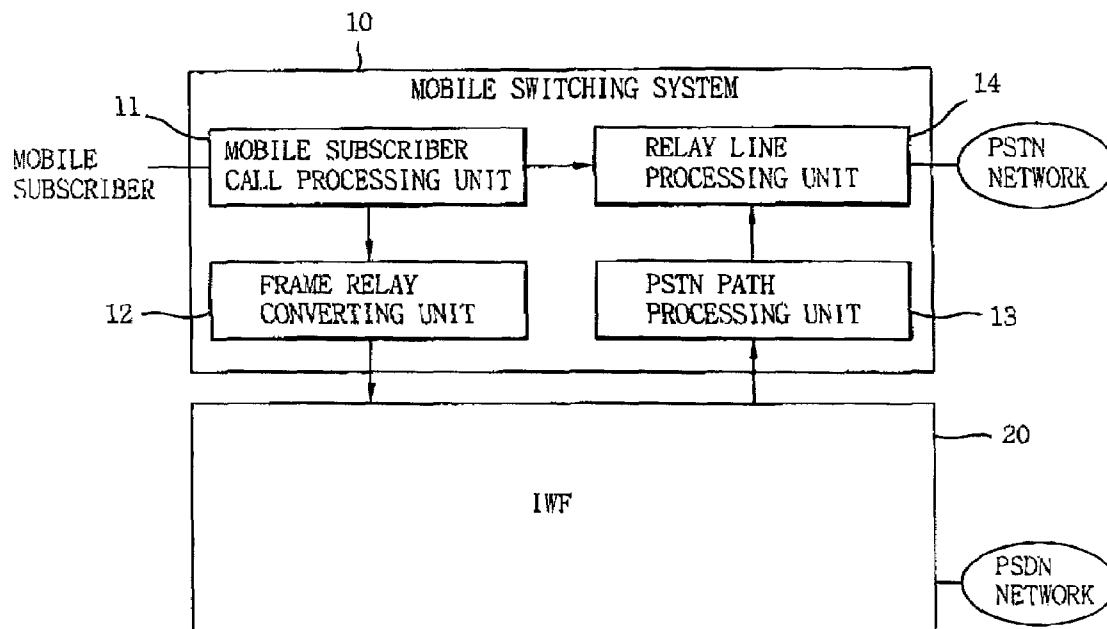 10
MOBILE SWITCHING SYSTEM
11
14
MOBILE
SUBSCRIBER
MOBILE SUBSCRIBER
CALL PROCESSING UNIT
RELAY LINE
PROCESSING UNIT
PSTN
NETWORK
12
FRAME RELAY
CONVERTING UNIT
PSTN PATH
PROCESSING UNIT
13
20
IWF
PSDN
NETWORK